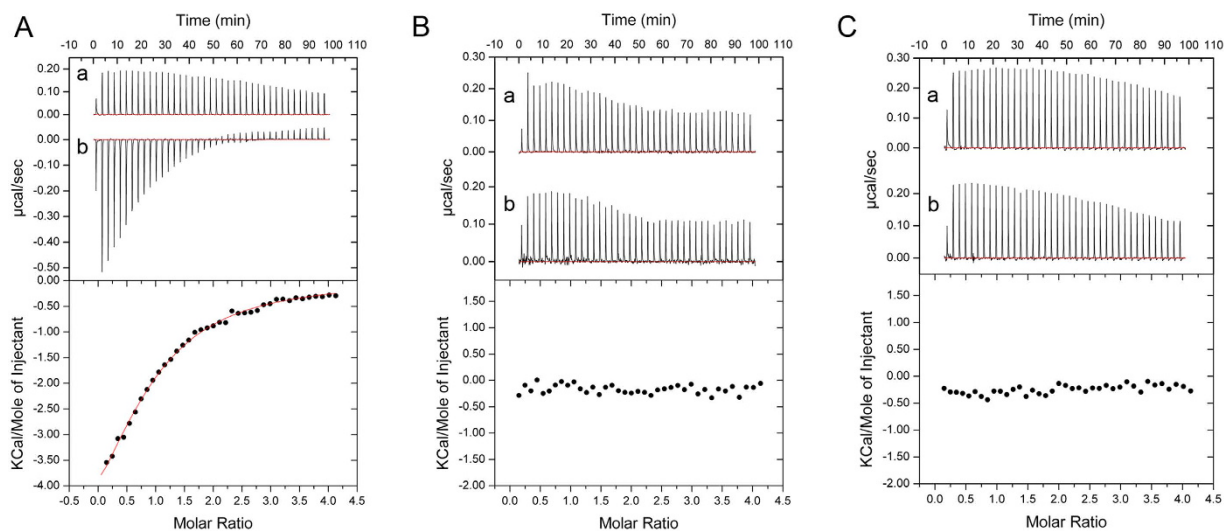 A
Time (min)
-10 0 10 20 30 40 50 60 70 80 90 100 110
a
b
0.20
0.10
0.00
0.00
-0.10
-0.20
-0.30
-0.40
-0.50
µcal/sec
0.00
-0.50
-1.00
-1.50
-2.00
-2.50
-3.00
-3.50
-4.00
KCal/Mole of Injectant
-0.5 0.0 0.5 1.0 1.5 2.0 2.5 3.0 3.5 4.0 4.5
Molar Ratio
B
Time (min)
-10 0 10 20 30 40 50 60 70 80 90 100 110
a
b
0.30
0.20
0.10
0.00
0.20
0.10
0.00
µcal/sec
1.50
1.00
0.50
0.00
-0.50
-1.00
-1.50
-2.00
KCal/Mole of Injectant
0.0 0.5 1.0 1.5 2.0 2.5 3.0 3.5 4.0 4.5
Molar Ratio
C
Time (min)
-10 0 10 20 30 40 50 60 70 80 90 100 110
a
b
0.30
0.20
0.10
0.00
0.20
0.10
0.00
µcal/sec
1.50
1.00
0.50
0.00
-0.50
-1.00
-1.50
-2.00
KCal/Mole of Injectant
0.0 0.5 1.0 1.5 2.0 2.5 3.0 3.5 4.0 4.5
Molar Ratio